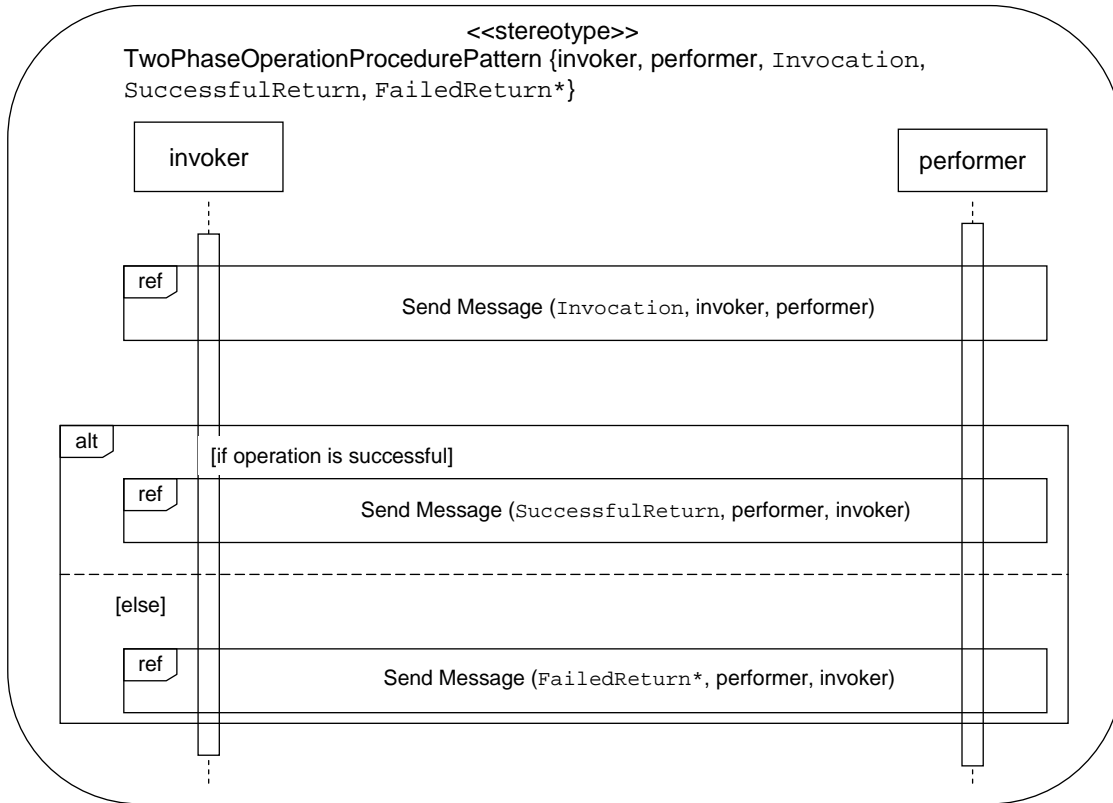 <<stereotype>>
TwoPhaseOperationProcedurePattern {invoker, performer, Invocation,
SuccessfulReturn, FailedReturn*}
invoker
performer
ref
Send Message (Invocation, invoker, performer)
alt
[if operation is successful]
ref
Send Message (SuccessfulReturn, performer, invoker)
[else]
ref
Send Message (FailedReturn*, performer, invoker)